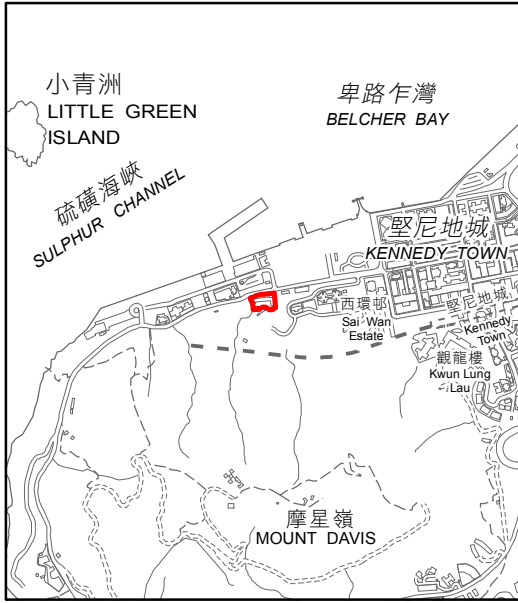 小青洲
LITTLE GREEN
ISLAND
卑路乍灣
BELCHER BAY
硫磺海峽
SULPHUR CHANNEL
堅尼地城
KENNEDY TOWN
西環邨
Sai Wan
Estate
堅尼地城
Kennedy
Town
觀龍樓
Kwun Lung
Lau
摩星嶺
MOUNT DAVIS